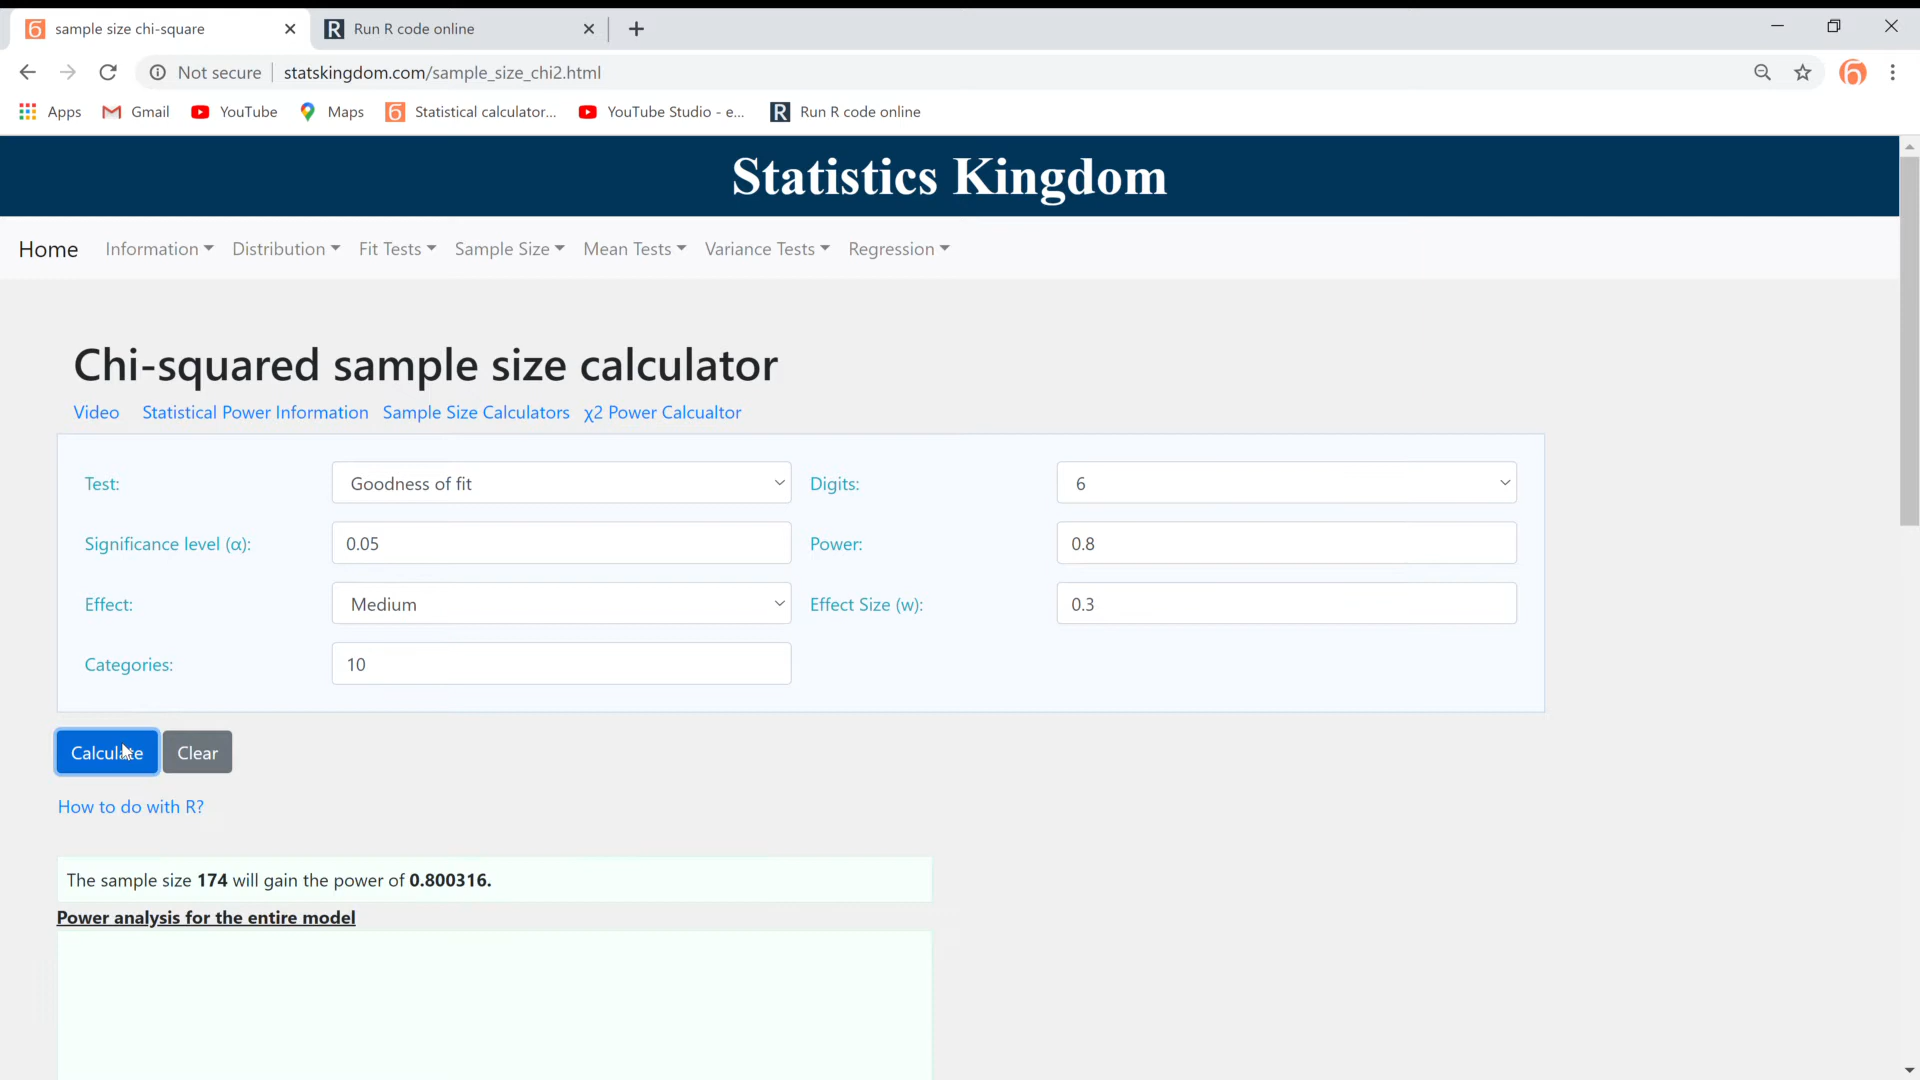 sample size chi-square
Run R code online
Not secure statskingdom.com/sample_size_chi2.html
Apps Gmail YouTube Maps Statistical calculator... YouTube Studio - e... Run R code online
Statistics Kingdom
Home Information Distribution Fit Tests Sample Size Mean Tests Variance Tests Regression
Chi-squared sample size calculator
Video Statistical Power Information Sample Size Calculators χ2 Power Calcualtor
Test: Goodness of fit Digits: 6
Significance level (α): 0.05 Power: 0.8
Effect: Medium Effect Size (w): 0.3
Categories: 10
Calculate Clear
How to do with R?
The sample size 174 will gain the power of 0.800316.
Power analysis for the entire model